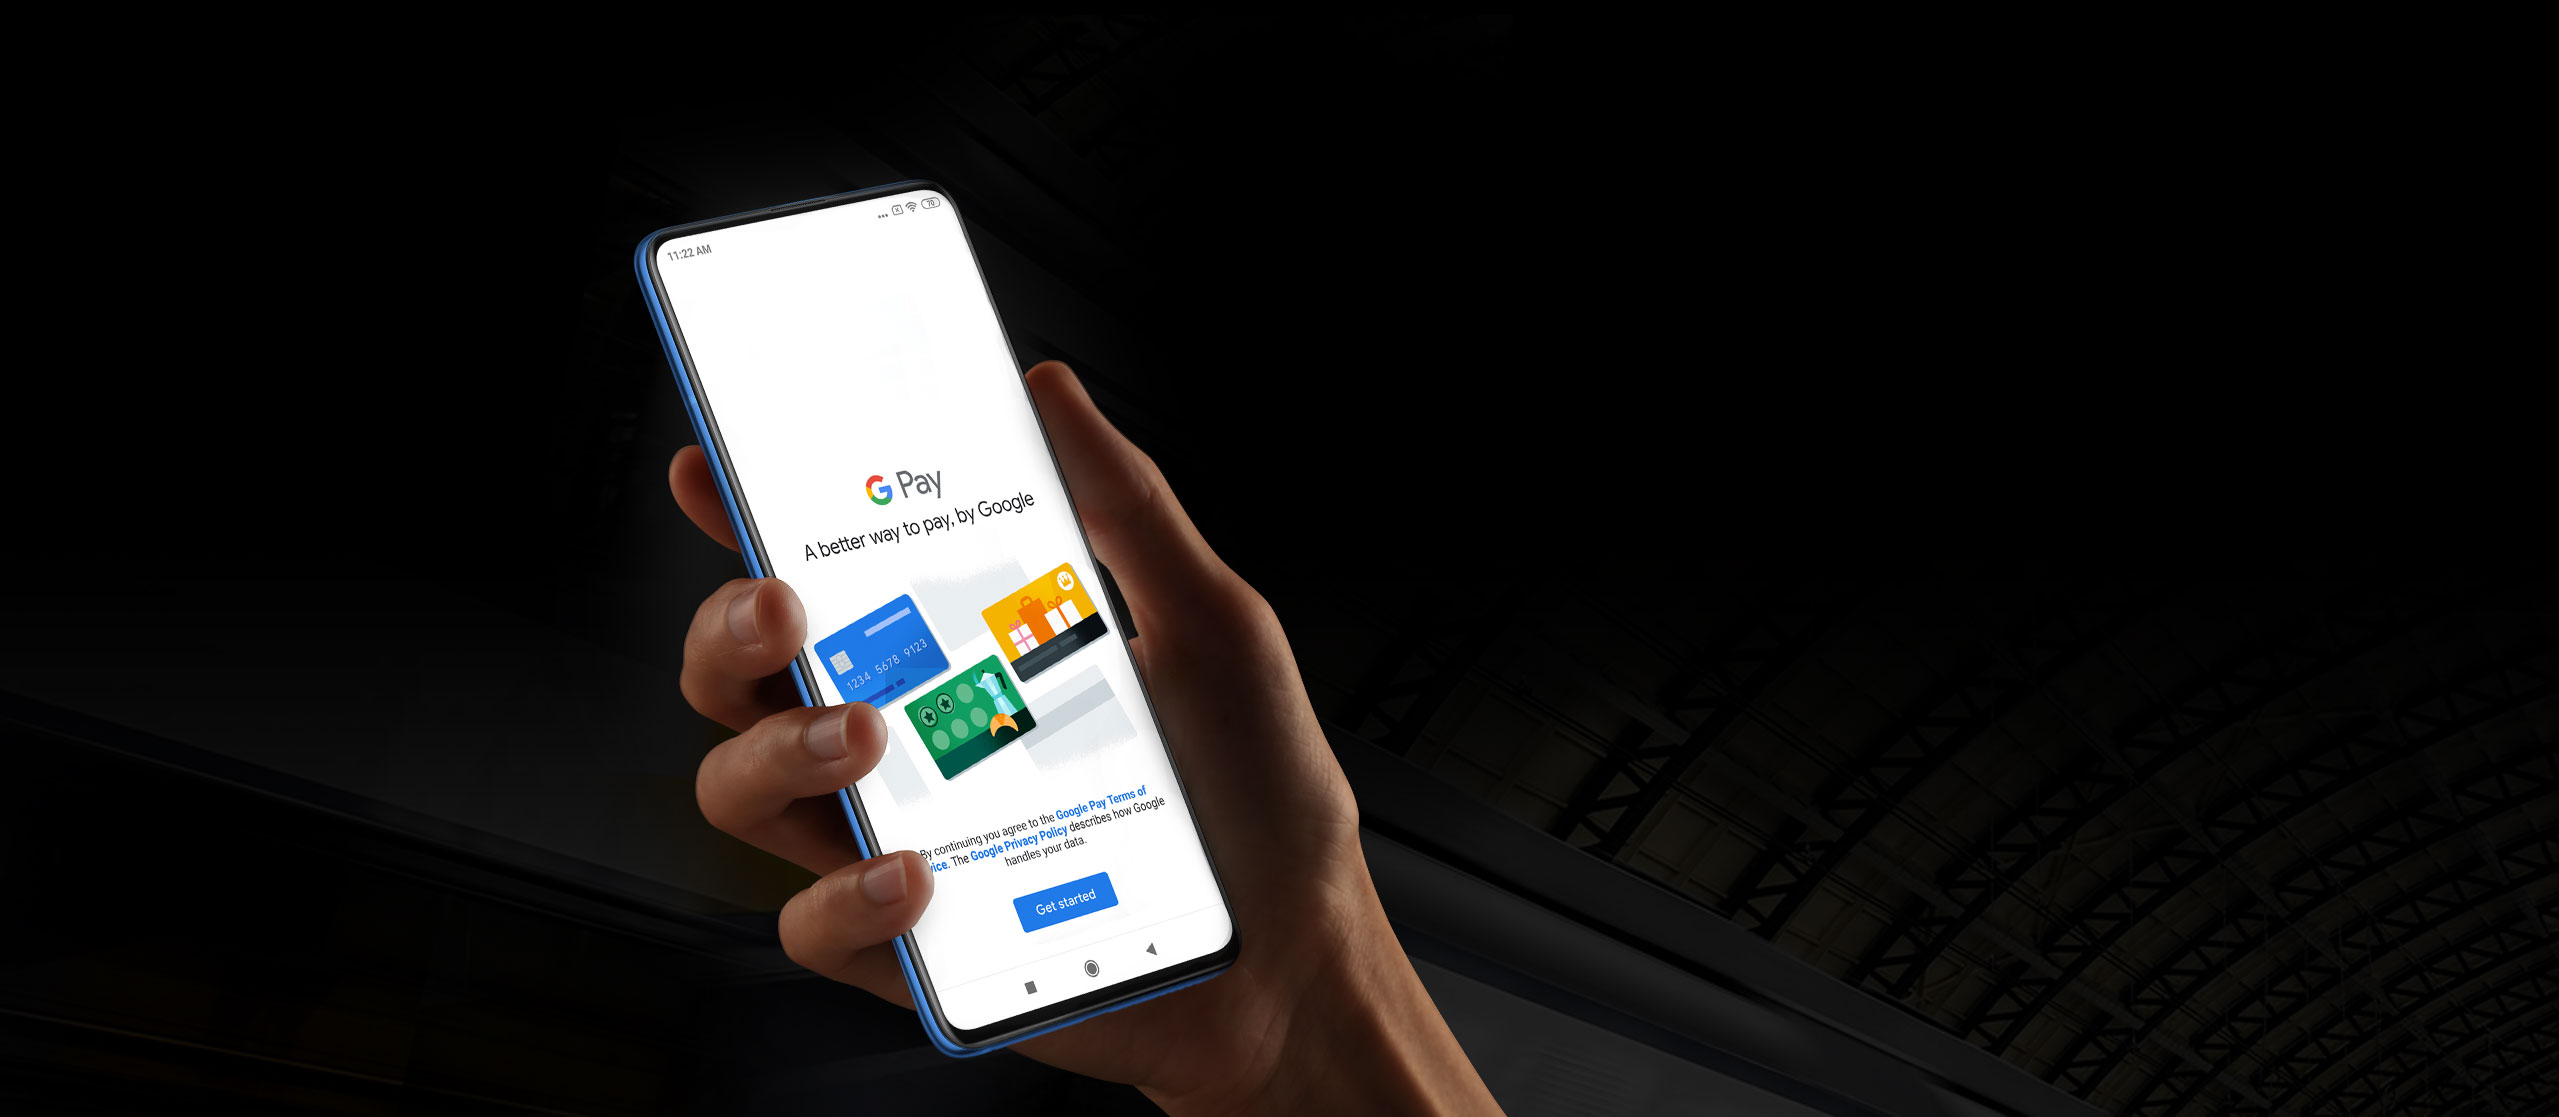 11:22 AM
70
G Pay
A better way to pay, by Google
1234 5678 9123
By continuing you agree to the Google Pay Terms of
vice. The Google Privacy Policy describes how Google
handles your data.
Get started